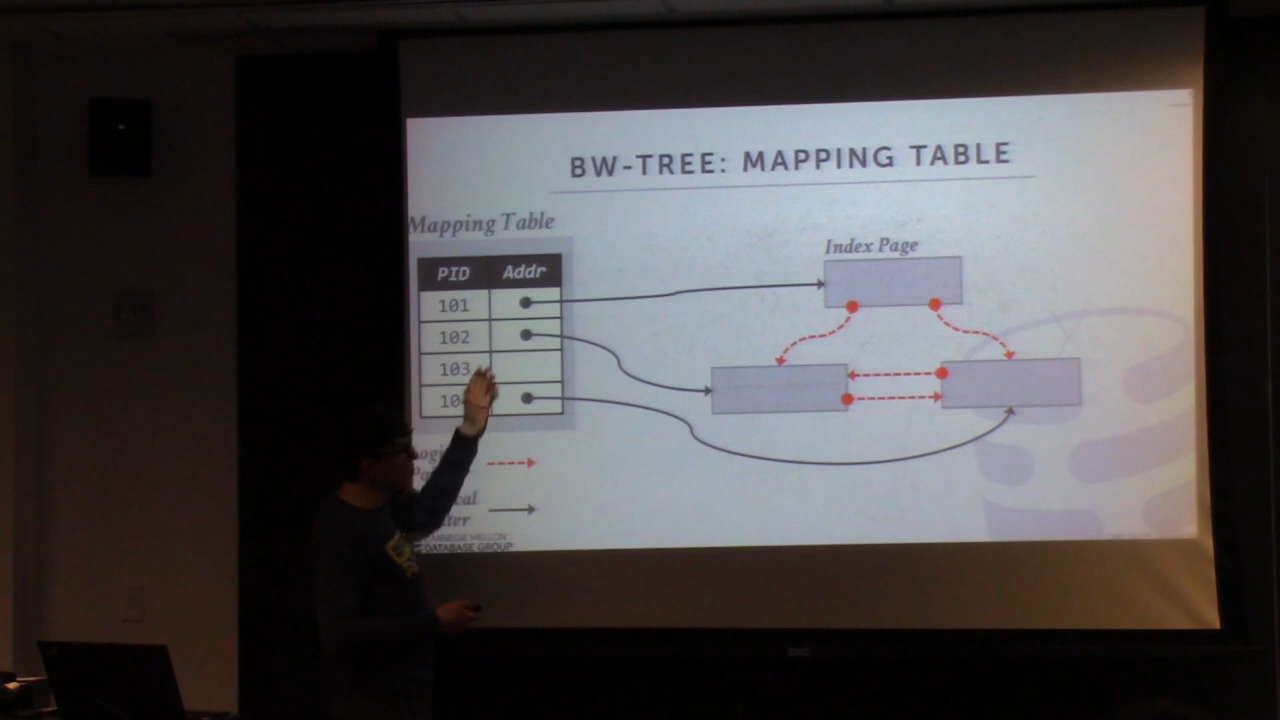 BW-TREE: MAPPING TABLE
Mapping Table
Index Page
PID Addr
101
102
103
DATABASE GROUP